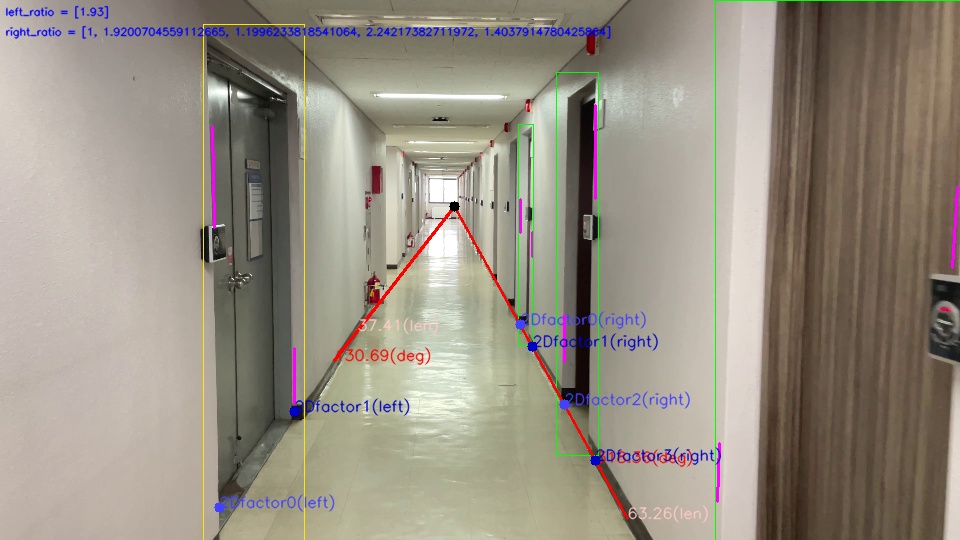 left_ratio = [1.93]
right_ratio = [1, 1.9200704559112665, 1.1996233818541064, 2.24217382711972, 1.4037914780425864]
2Dfactor0(right)
37.41(len)
2Dfactor1(right)
730.69(deg)
2Dfactor2(right)
2Dfactor1(left)
2Dfactor3(right)
2Dfactor0(left)
63.26(len)